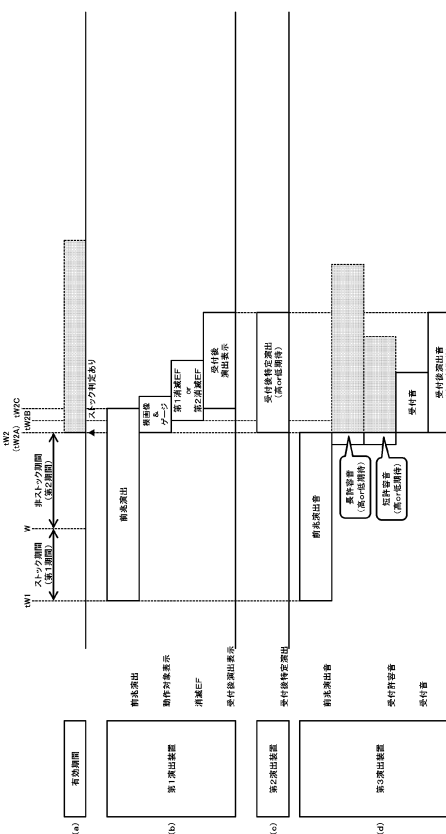 tW2
(tW2A)
tW1
W
tW2B
tW2C
ストック期間
(第1期間)
非ストック期間
(第2期間)
(a)
有効期間
ストック判定あり
(b)
第1演出装置
前兆演出
前兆演出
動作対象表示
板画像
&
ゲージ
消滅EF
第1消滅EF
or
第2消滅EF
受付後演出表示
受付後
演出表示
(c)
第2演出装置
受付後特定演出
受付後特定演出
(高or低期待)
(d)
第3演出装置
前兆演出音
前兆演出音
受付許容音
長許容音
(高or低期待)
短許容音
(高or低期待)
受付音
受付音
受付後演出音